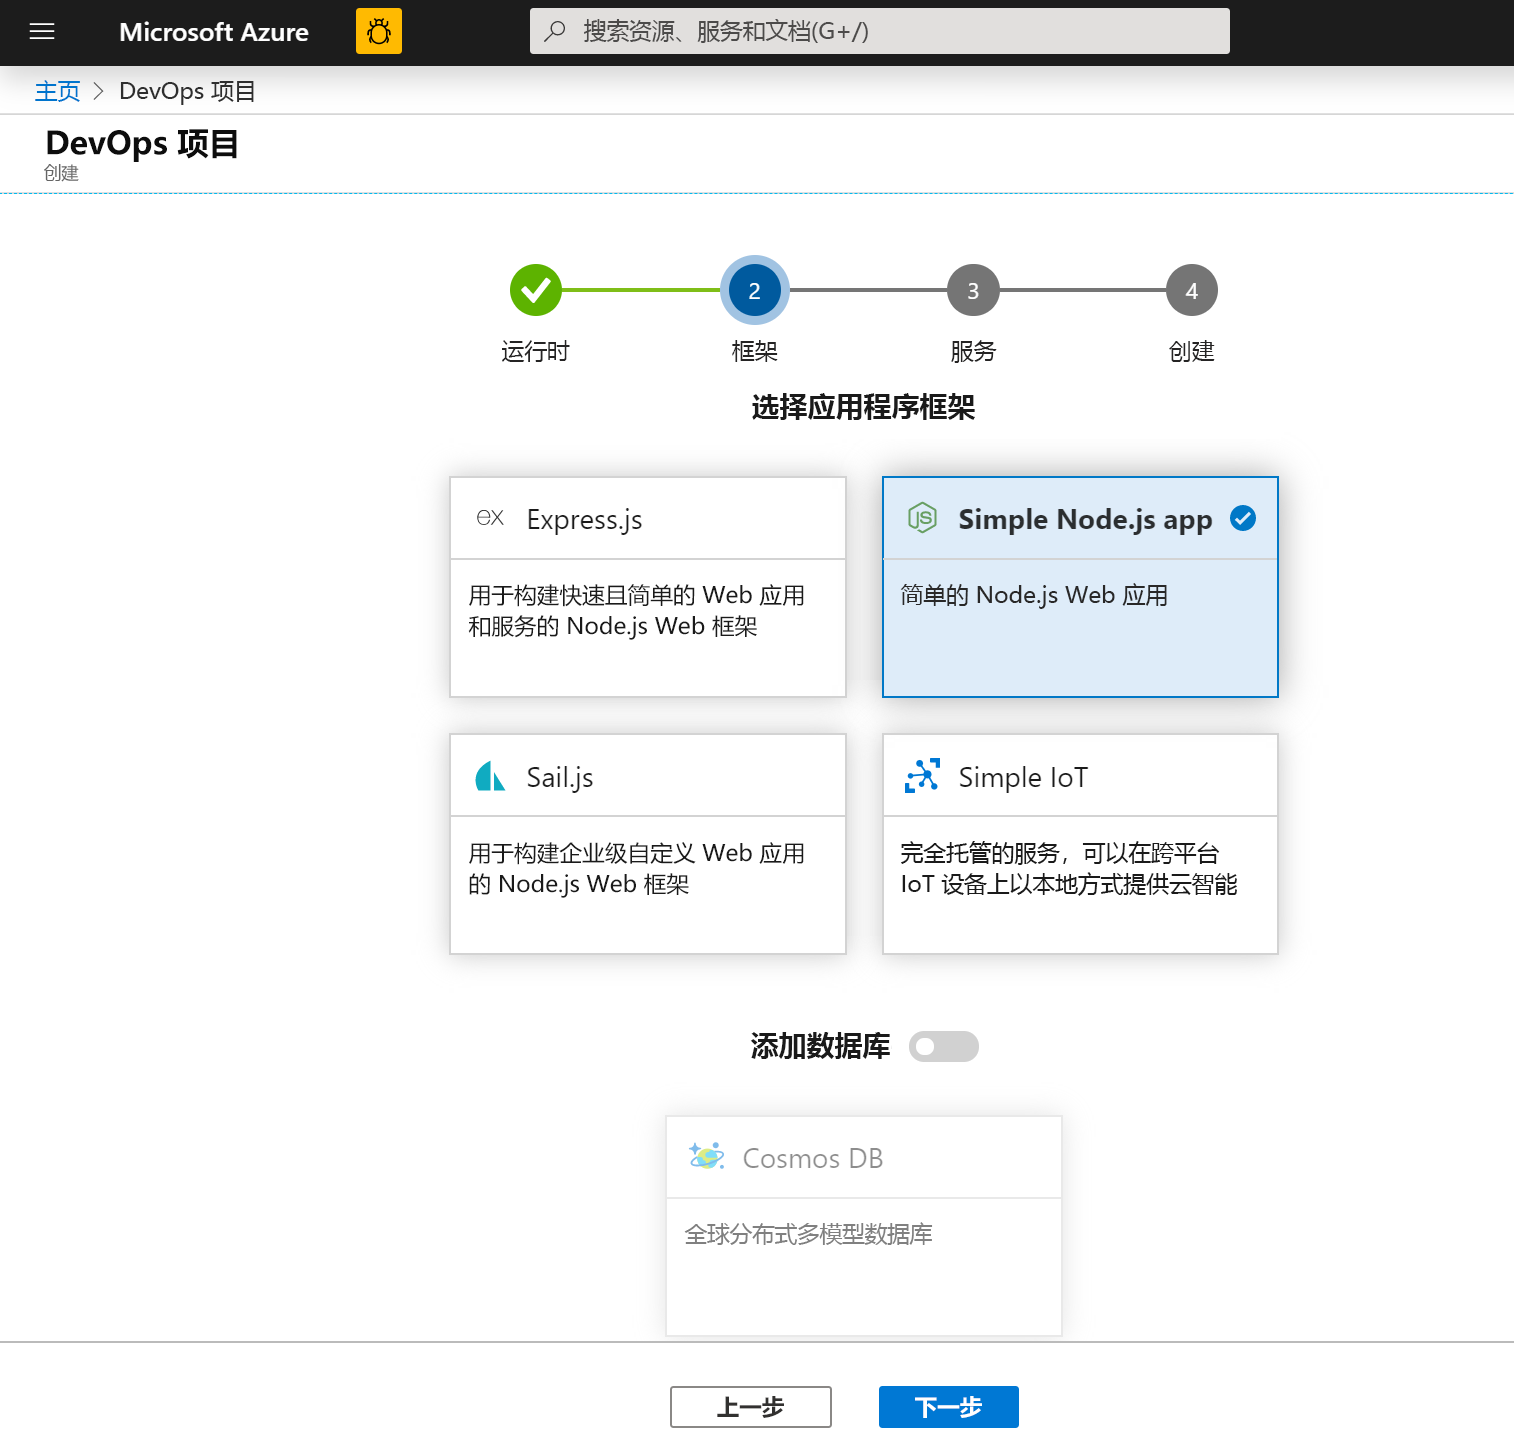 Microsoft Azure
搜索资源、服务和文档(G+/)
主页 > DevOps 项目
DevOps 项目
创建
2
3
4
运行时
框架
服务
创建
选择应用程序框架
ex Express.js
用于构建快速且简单的 Web 应用
和服务的 Node.js Web 框架
JS Simple Node.js app
简单的 Node.js Web 应用
Sail.js
用于构建企业级自定义 Web 应用
的 Node.js Web 框架
Simple IoT
完全托管的服务，可以在跨平台
IoT 设备上以本地方式提供云智能
添加数据库
Cosmos DB
全球分布式多模型数据库
上一步
下一步